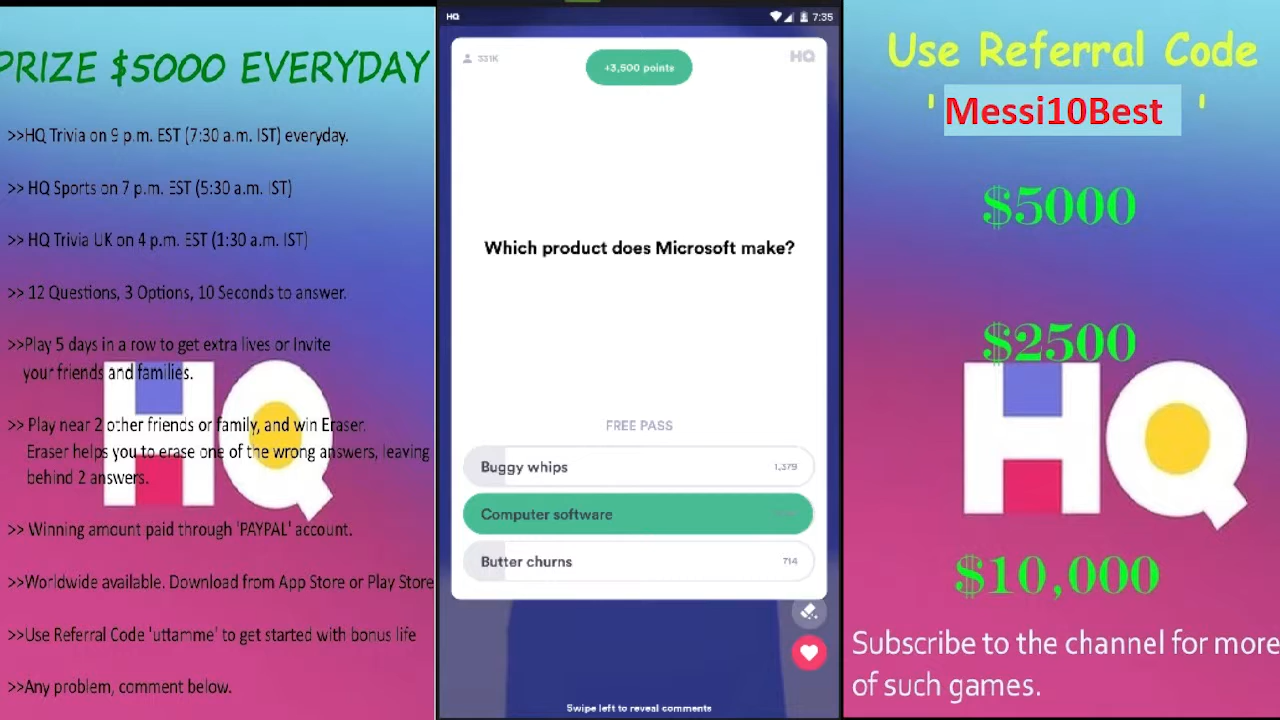 PRIZE $5000 EVERYDAY
>>HQ Trivia on 9 p.m. EST (7:30 a.m. IST) everyday.
>> HQ Sports on 7 p.m. EST (5:30 a.m. IST)
>> HQ Trivia UK on 4 p.m. EST (1:30 a.m. IST)
>> 12 Questions, 3 Options, 10 Seconds to answer.
>>Play 5 days in a row to get extra lives or Invite
your friends and families.
>> Play near 2 other friends or family, and win Eraser.
Eraser helps you to erase one of the wrong answers, leaving
behind 2 answers.
>> Winning amount paid through 'PAYPAL' account.
>>Worldwide available. Download from App Store or Play Store
>>Use Referral Code 'uttamme' to get started with bonus life
>>Any problem, comment below.
HQ
HQ 7:35
331K +3,500 points HQ
Which product does Microsoft make?
FREE PASS
Buggy whips 1,379
Computer software
Butter churns 714
Swipe left to reveal comments
Use Referral Code
' Messi10Best '
$5000
$2500
HQ
$10,000
Subscribe to the channel for more
of such games.